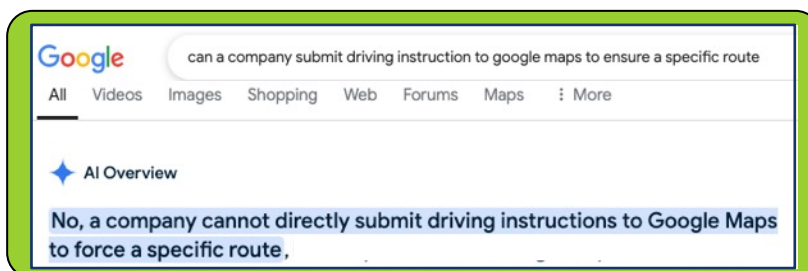 Google can a company submit driving instruction to google maps to ensure a specific route
All Videos Images Shopping Web Forums Maps ⋮ More
AI Overview
No, a company cannot directly submit driving instructions to Google Maps
to force a specific route,